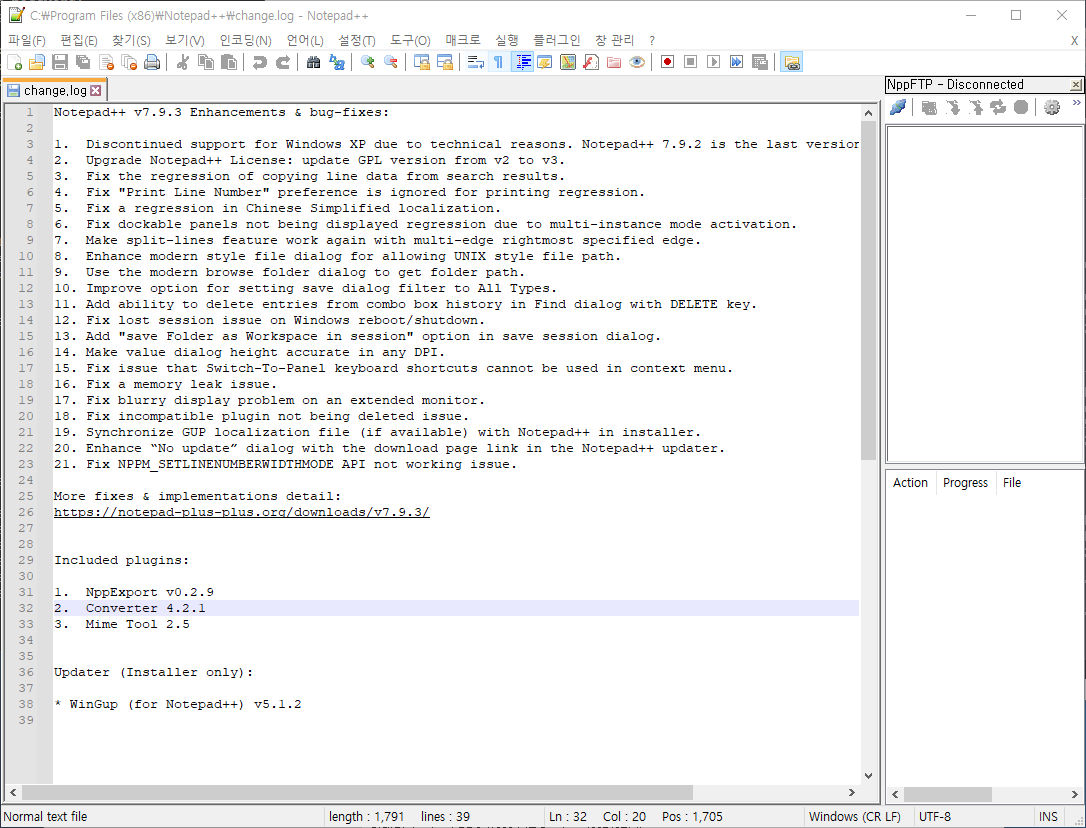 C:₩Program Files (x86)₩Notepad++₩change.log - Notepad++
파일(F) 편집(E) 찾기(S) 보기(V) 인코딩(N) 언어(L) 설정(T) 도구(O) 매크로 실행 플러그인 창 관리 ? X
change.log
NppFTP - Disconnected
1 Notepad++ v7.9.3 Enhancements & bug-fixes:
2
3 1. Discontinued support for Windows XP due to technical reasons. Notepad++ 7.9.2 is the last version
4 2. Upgrade Notepad++ License: update GPL version from v2 to v3.
5 3. Fix the regression of copying line data from search results.
6 4. Fix "Print Line Number" preference is ignored for printing regression.
7 5. Fix a regression in Chinese Simplified localization.
8 6. Fix dockable panels not being displayed regression due to multi-instance mode activation.
9 7. Make split-lines feature work again with multi-edge rightmost specified edge.
10 8. Enhance modern style file dialog for allowing UNIX style file path.
11 9. Use the modern browse folder dialog to get folder path.
12 10. Improve option for setting save dialog filter to All Types.
13 11. Add ability to delete entries from combo box history in Find dialog with DELETE key.
14 12. Fix lost session issue on Windows reboot/shutdown.
15 13. Add "save Folder as Workspace in session" option in save session dialog.
16 14. Make value dialog height accurate in any DPI.
17 15. Fix issue that Switch-To-Panel keyboard shortcuts cannot be used in context menu.
18 16. Fix a memory leak issue.
19 17. Fix blurry display problem on an extended monitor.
20 18. Fix incompatible plugin not being deleted issue.
21 19. Synchronize GUP localization file (if available) with Notepad++ in installer.
22 20. Enhance “No update” dialog with the download page link in the Notepad++ updater.
23 21. Fix NPPM_SETLINENUMBERWIDTHMODE API not working issue.
24
25 More fixes & implementations detail:
26 https://notepad-plus-plus.org/downloads/v7.9.3/
27
28
29 Included plugins:
30
31 1. NppExport v0.2.9
32 2. Converter 4.2.1
33 3. Mime Tool 2.5
34
35
36 Updater (Installer only):
37
38 * WinGup (for Notepad++) v5.1.2
39
Action Progress File
Normal text file length : 1,791 lines : 39 Ln : 32 Col : 20 Pos : 1,705 Windows (CR LF) UTF-8 INS